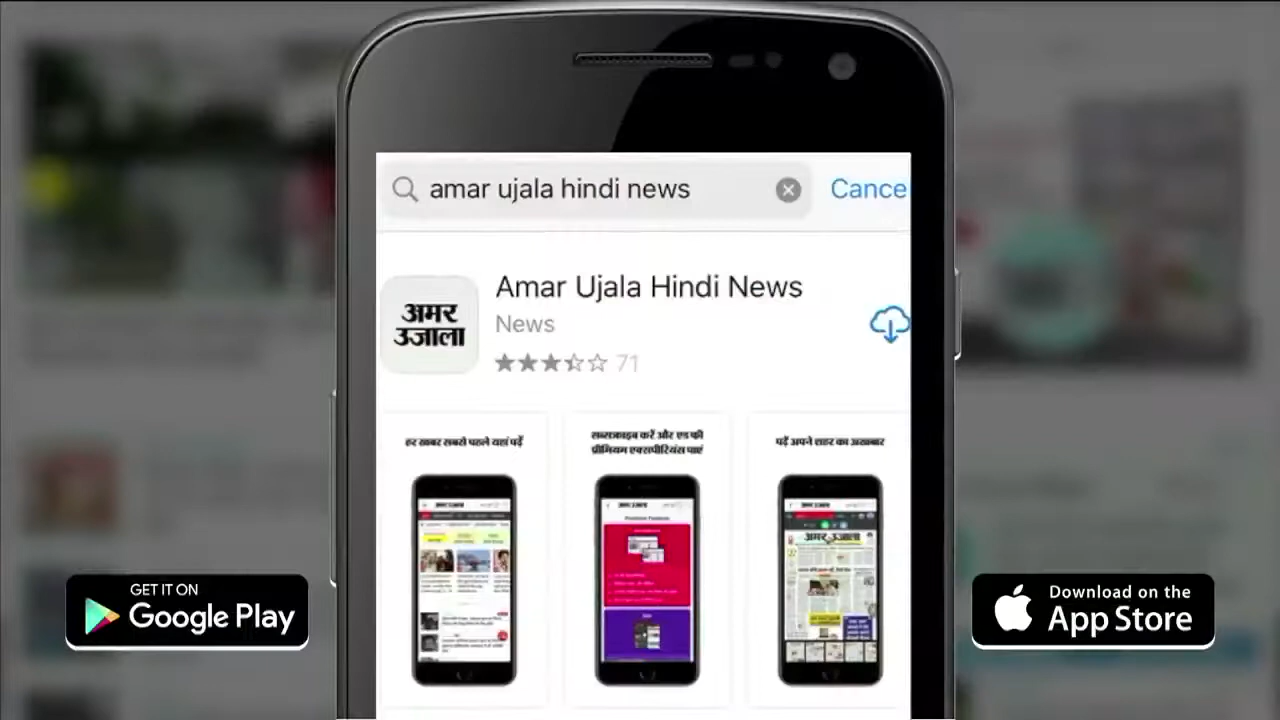 amar ujala hindi news
Cance
अमर
उजाला
Amar Ujala Hindi News
News
71
हर खबर सबसे पहले यहां पढ़ें
सब्सक्राइब करें और एड फ्री
प्रीमियम एक्सपीरियंस पाएं
पढ़ें अपने शहर का अखबार
अमर उजाला
GET IT ON
Google Play
Download on the
App Store